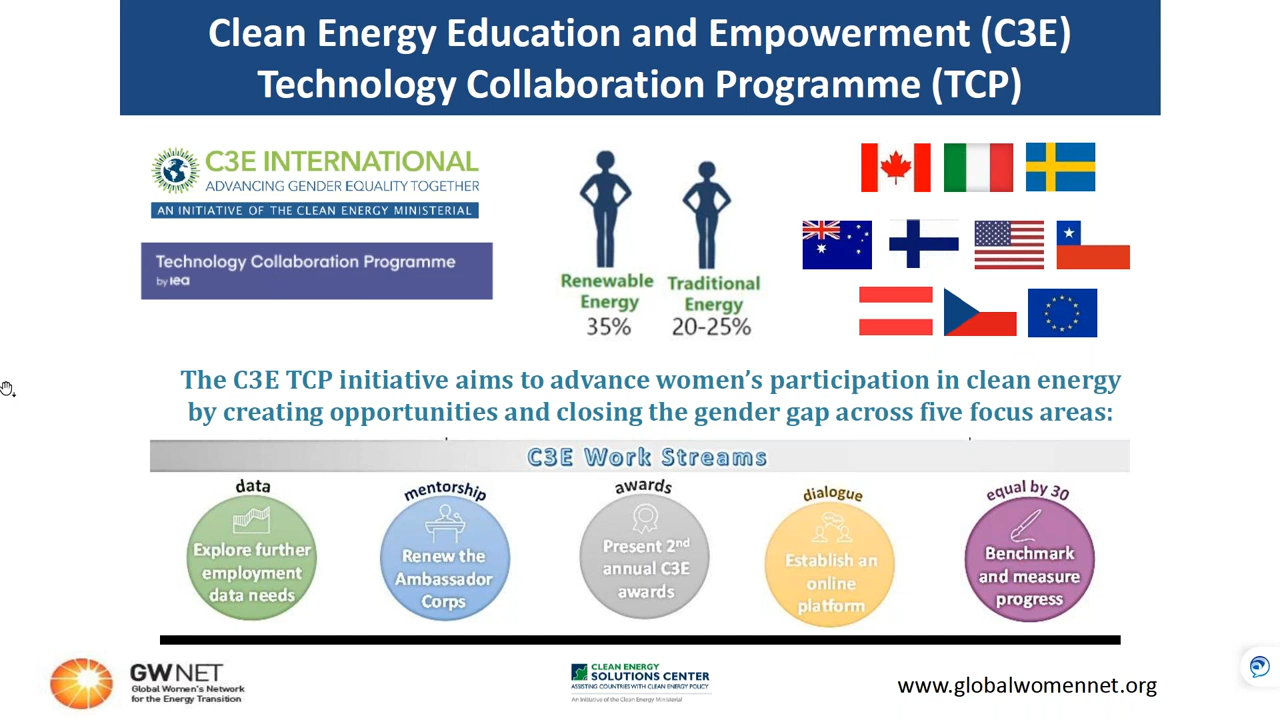 Clean Energy Education and Empowerment (C3E)
Technology Collaboration Programme (TCP)
C3E INTERNATIONAL
ADVANCING GENDER EQUALITY TOGETHER
AN INITIATIVE OF THE CLEAN ENERGY MINISTERIAL
Technology Collaboration Programme
by iea
Renewable
Energy
35%
Traditional
Energy
20-25%
The C3E TCP initiative aims to advance women's participation in clean energy
by creating opportunities and closing the gender gap across five focus areas:
C3E Work Streams
data
Explore further
employment
data needs
mentorship
Renew the
Ambassador
Corps
awards
Present 2nd
annual C3E
awards
dialogue
Establish an
online
platform
equal by 30
Benchmark
and measure
progress
GWNET
Global Women's Network
for the Energy Transition
CLEAN ENERGY
SOLUTIONS CENTER
ASSISTING COUNTRIES WITH CLEAN ENERGY POLICY
An Initiative of the Clean Energy Ministerial
www.globalwomennet.org